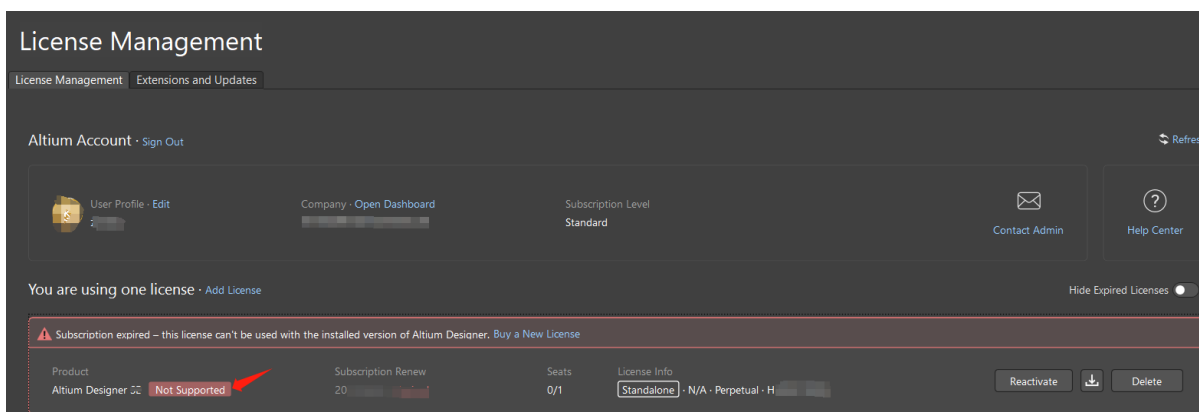 License Management
License Management Extensions and Updates
Altium Account · Sign Out
Refres
User Profile · Edit Company · Open Dashboard Subscription Level
Standard
Contact Admin Help Center
You are using one license · Add License Hide Expired Licenses
Subscription expired – this license can't be used with the installed version of Altium Designer. Buy a New License
Product Subscription Renew Seats License Info
Altium Designer Not Supported 20 0/1 Standalone · N/A · Perpetual · H Reactivate Delete